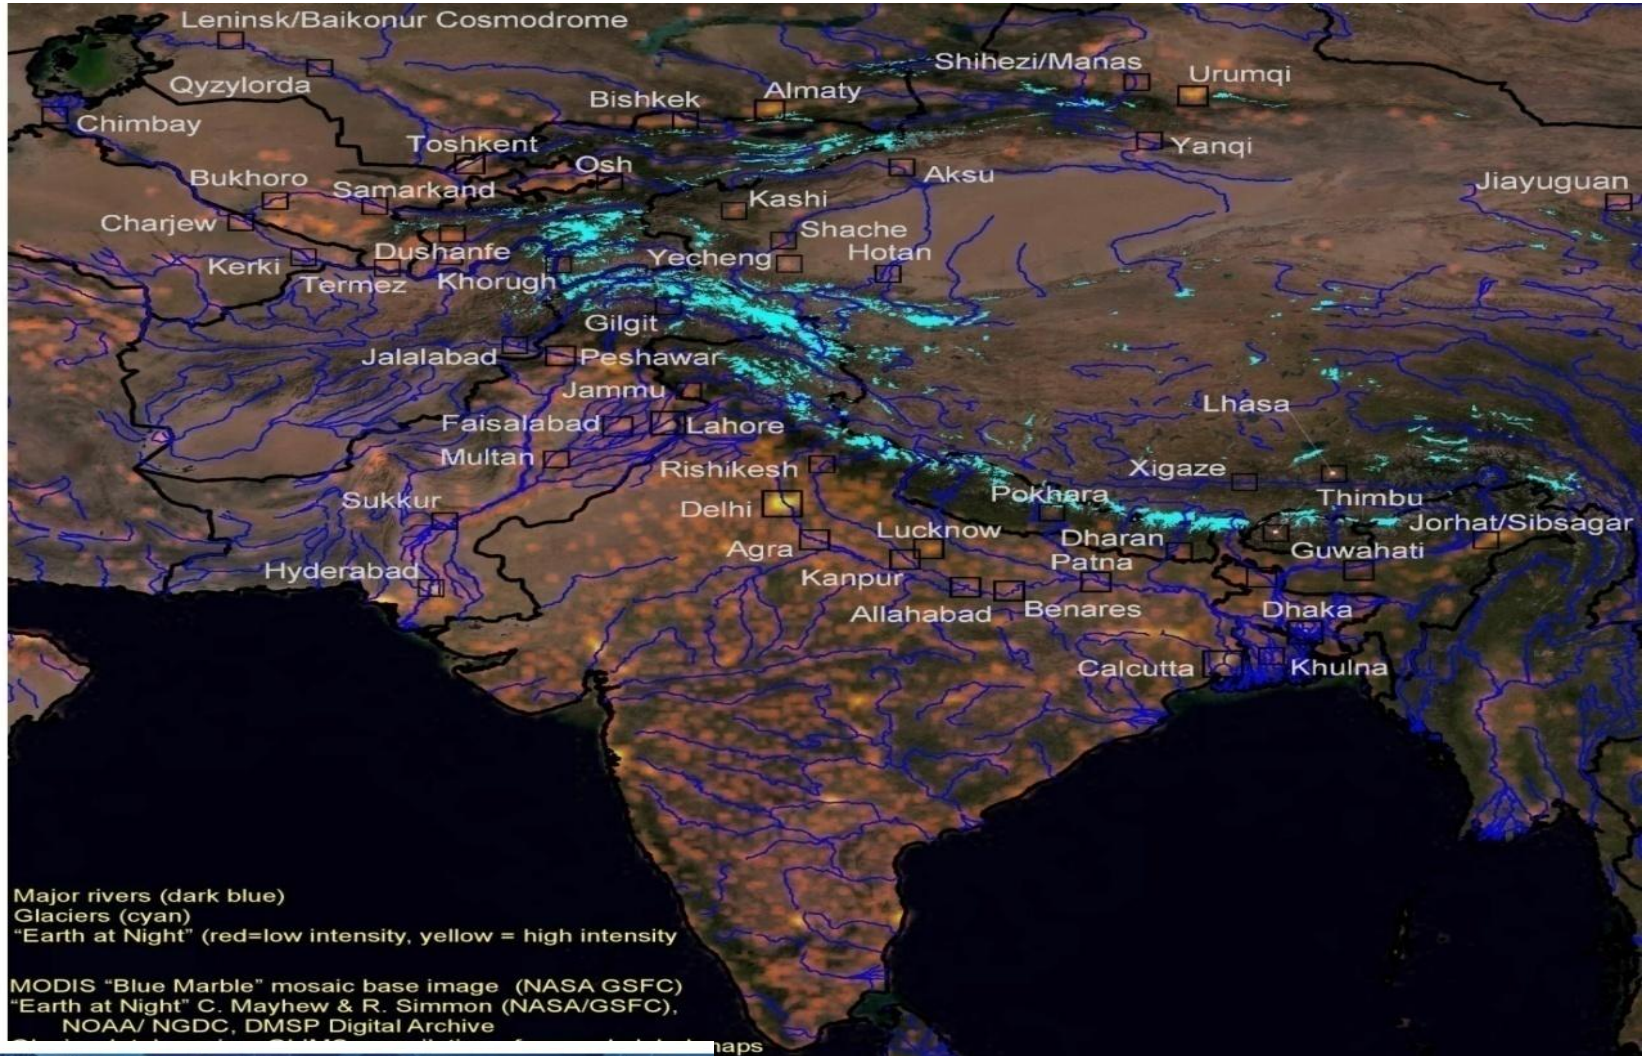 Leninsk/Baikonur Cosmodrome
Shihezi/Manas
Urumqi
Qyzylorda
Bishkek
Almaty
Chimbay
Toshkent
Yanqi
Osh
Aksu
Bukhoro
Samarkand
Jiayuguan
Kashi
Charjew
Shache
Dushanfe
Hotan
Kerki
Yecheng
Termez
Khorugh
Gilgit
Jalalabad
Peshawar
Jammu
Lhasa
Faisalabad
Lahore
Multan
Rishikesh
Xigaze
Sukkur
Pokhara
Thimbu
Delhi
Jorhat/Sibsagar
Lucknow
Dharan
Agra
Guwahati
Patna
Hyderabad
Kanpur
Allahabad
Benares
Dhaka
Calcutta
Khulna
Major rivers (dark blue)
Glaciers (cyan)
“Earth at Night” (red=low intensity, yellow = high intensity
MODIS “Blue Marble” mosaic base image (NASA GSFC)
“Earth at Night” C. Mayhew & R. Simmon (NASA/GSFC),
NOAA/ NGDC, DMSP Digital Archive